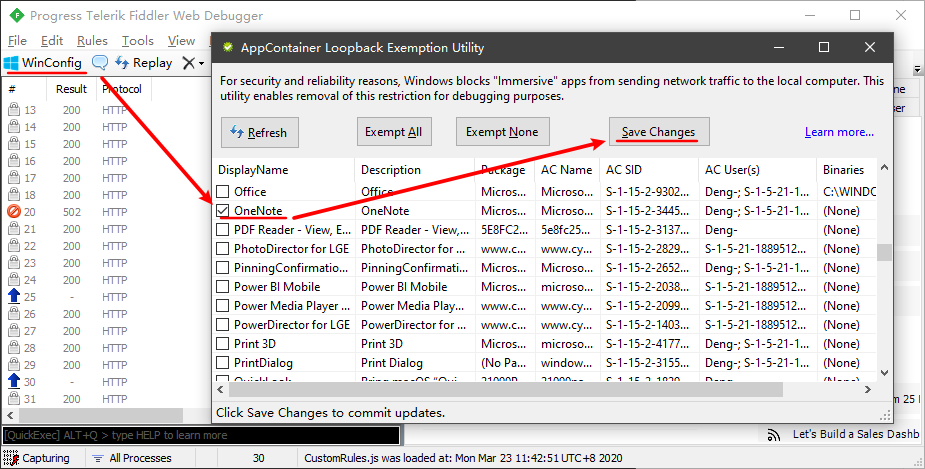 Progress Telerik Fiddler Web Debugger
File Edit Rules Tools View
WinConfig Replay
# Result Protocol
13 200 HTTP
14 200 HTTP
15 200 HTTP
16 200 HTTP
17 200 HTTP
18 200 HTTP
20 502 HTTP
21 200 HTTP
22 200 HTTP
23 200 HTTP
24 200 HTTP
25 - HTTP
26 200 HTTP
27 200 HTTP
28 200 HTTP
29 200 HTTP
30 - HTTP
31 200 HTTP
[QuickExec] ALT+Q > type HELP to learn more
Capturing All Processes 30 CustomRules.js was loaded at: Mon Mar 23 11:42:51 UTC+8 2020
AppContainer Loopback Exemption Utility
For security and reliability reasons, Windows blocks "Immersive" apps from sending network traffic to the local computer. This
utility enables removal of this restriction for debugging purposes.
Refresh Exempt All Exempt None Save Changes Learn more...
DisplayName Description Package AC Name AC SID AC User(s) Binaries
Office Office Micros... Microso... S-1-15-2-9302... Deng-; S-1-5-21-1... C:\WINDO
OneNote OneNote Micros... Microso... S-1-15-2-3445... Deng-; S-1-5-21-1... (None)
PDF Reader - View, E... PDF Reader - View,... 5E8FC2... 5e8fc25... S-1-15-2-3137... Deng- (None)
PhotoDirector for LGE PhotoDirector for LGE www.c... www.cy... S-1-15-2-2829... S-1-5-21-1889512... (None)
PinningConfirmatio... PinningConfirmatio... Micros... Microso... S-1-15-2-2652... Deng-; S-1-5-21-1... (None)
Power BI Mobile Power BI Mobile Micros... microso... S-1-15-2-2038... S-1-5-21-1889512... (None)
Power Media Player ... Power Media Play... www.c... www.cy... S-1-15-2-2099... S-1-5-21-1889512... (None)
PowerDirector for LGE PowerDirector for LGE www.c... www.cy... S-1-15-2-1403... S-1-5-21-1889512... (None)
Print 3D Print 3D Micros... microso... S-1-15-2-4177... Deng-; S-1-5-21-1... (None)
PrintDialog PrintDialog (No Pa... window... S-1-15-2-3155... Deng-; S-1-5-21-1... (None)
Click Save Changes to commit updates.
ne
ser
m 25 I
Let's Build a Sales Dashb